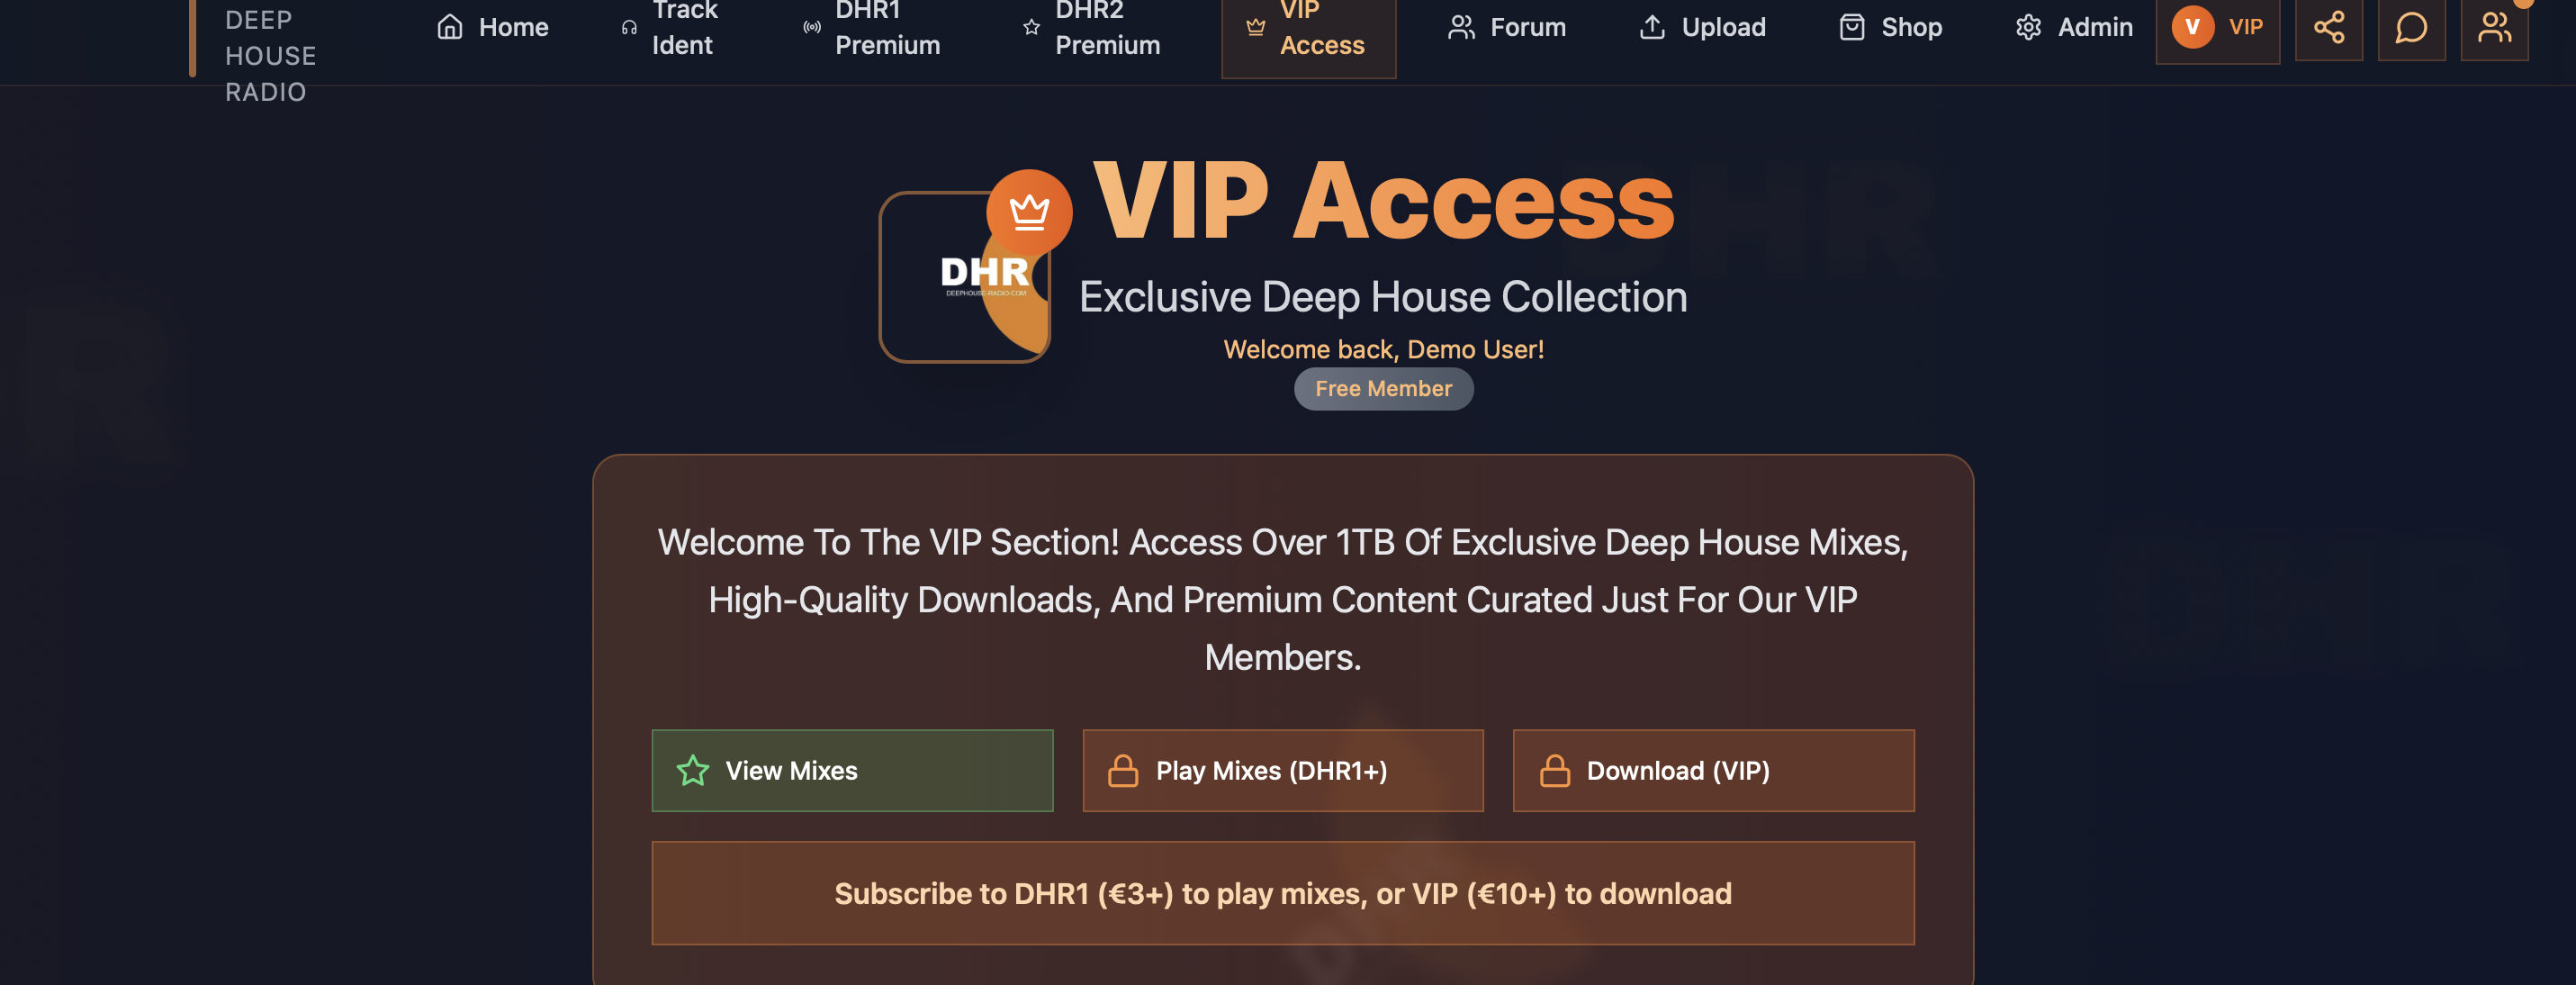 DEEP
HOUSE
RADIO
Home
Track
Ident
DHR1
Premium
DHR2
Premium
VIP
Access
Forum
Upload
Shop
Admin
V VIP
VIP Access
DHR
DEEPHOUSE-RADIO-COM
Exclusive Deep House Collection
Welcome back, Demo User!
Free Member
Welcome To The VIP Section! Access Over 1TB Of Exclusive Deep House Mixes,
High-Quality Downloads, And Premium Content Curated Just For Our VIP
Members.
View Mixes
Play Mixes (DHR1+)
Download (VIP)
Subscribe to DHR1 (€3+) to play mixes, or VIP (€10+) to download
DHR
R
DHR